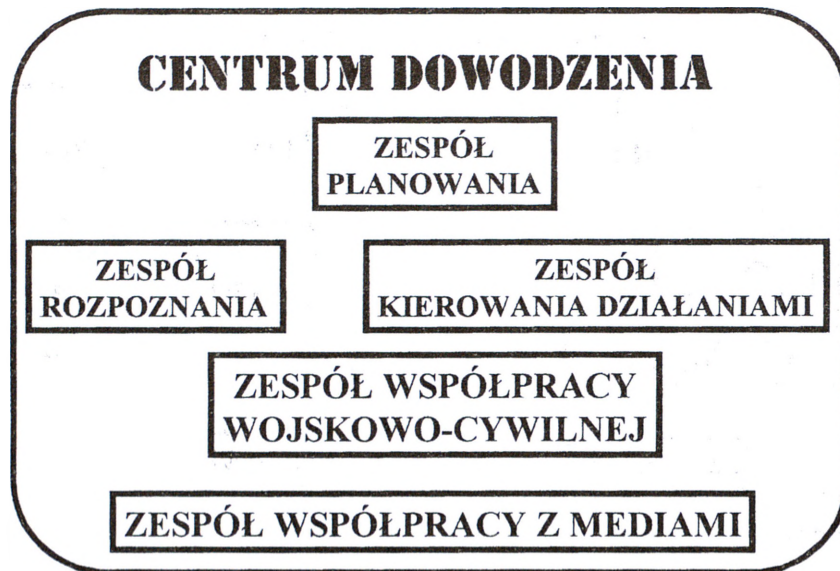 CENTRUM DOWODZENIA
ZESPÓŁ
PLANOWANIA
ZESPÓŁ
ROZPOZNANIA
ZESPÓŁ
KIEROWANIA DZIAŁANIAMI
ZESPÓŁ WSPÓŁPRACY
WOJSKOWO-CYWILNEJ
ZESPÓŁ WSPÓŁPRACY Z MEDIAMI